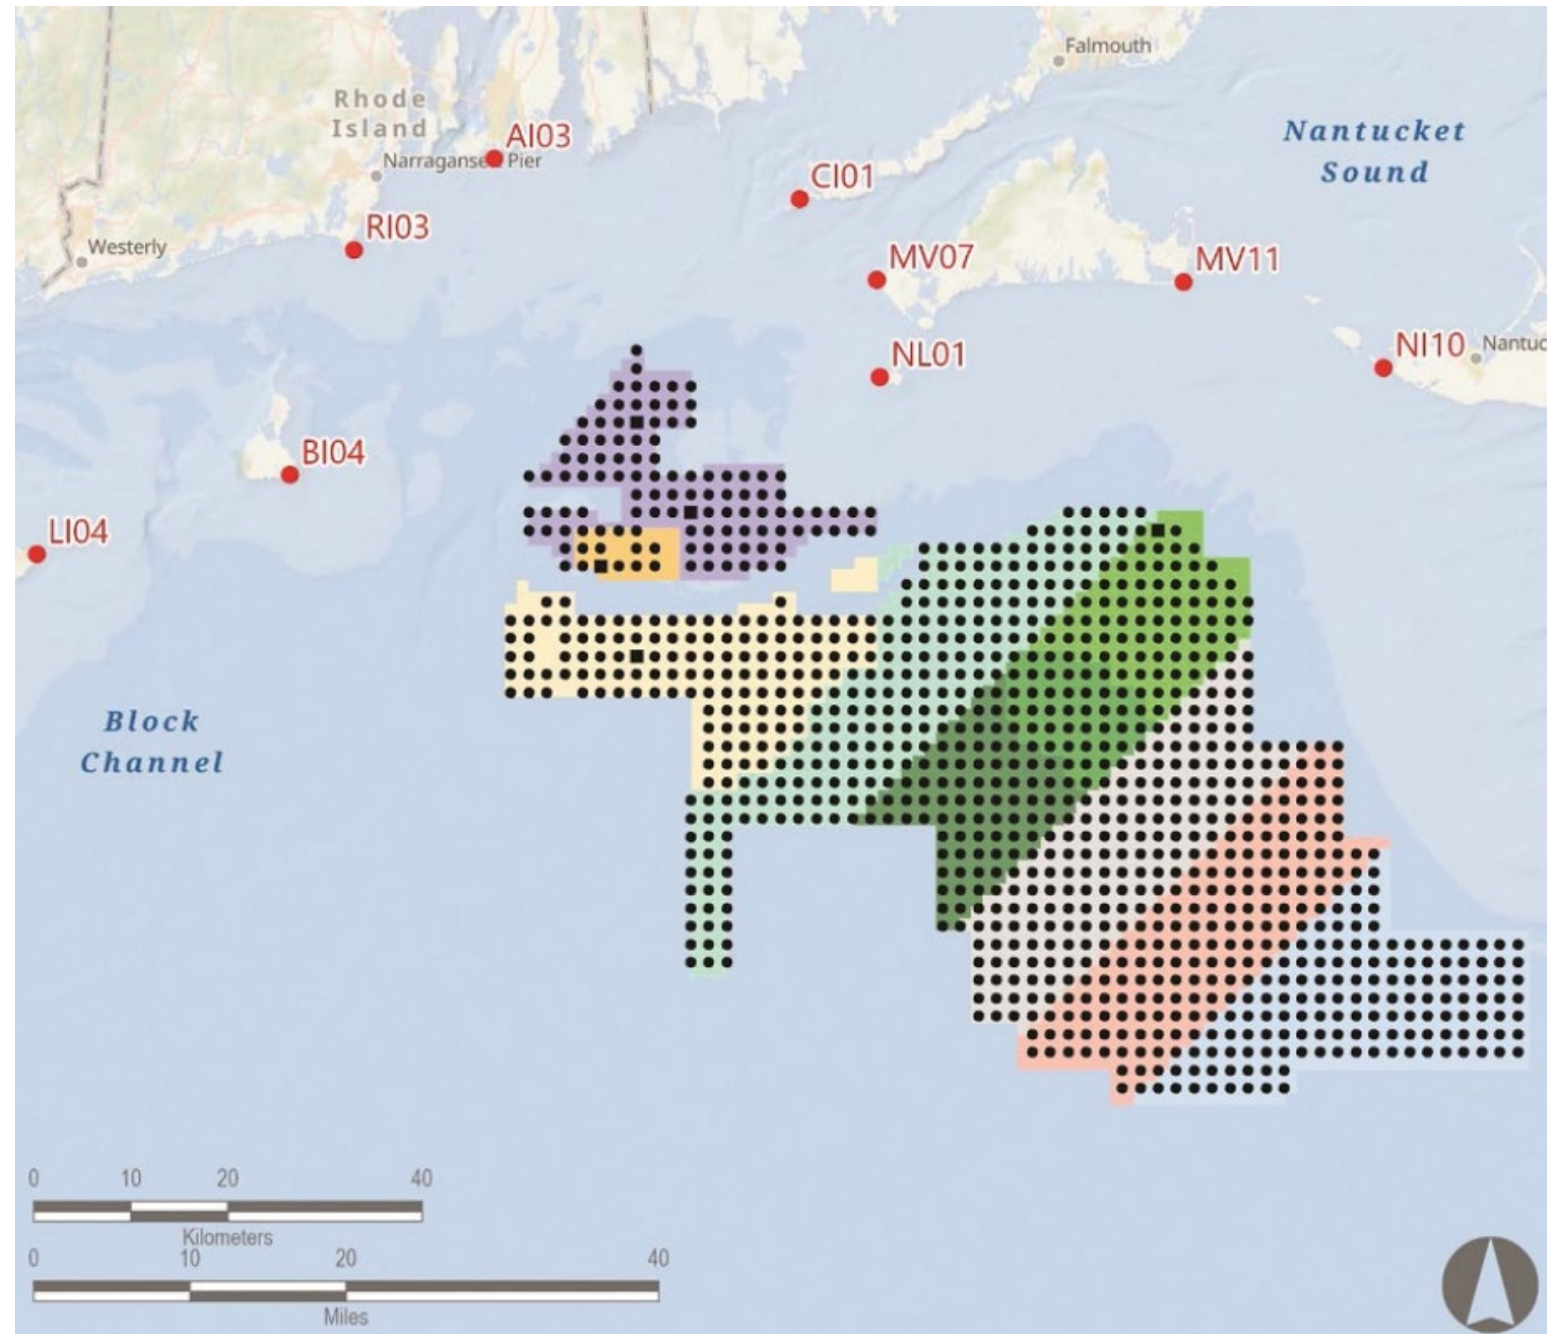 Falmouth
Rhode
Island
Nantucket
Sound
AI03
Narraganse Pier
CI01
RI03
Westerly
MV07
MV11
NL01
NI10
Nantuc
BI04
LI04
Block
Channel
0 10 20 40
Kilometers
0 10 20 40
Miles